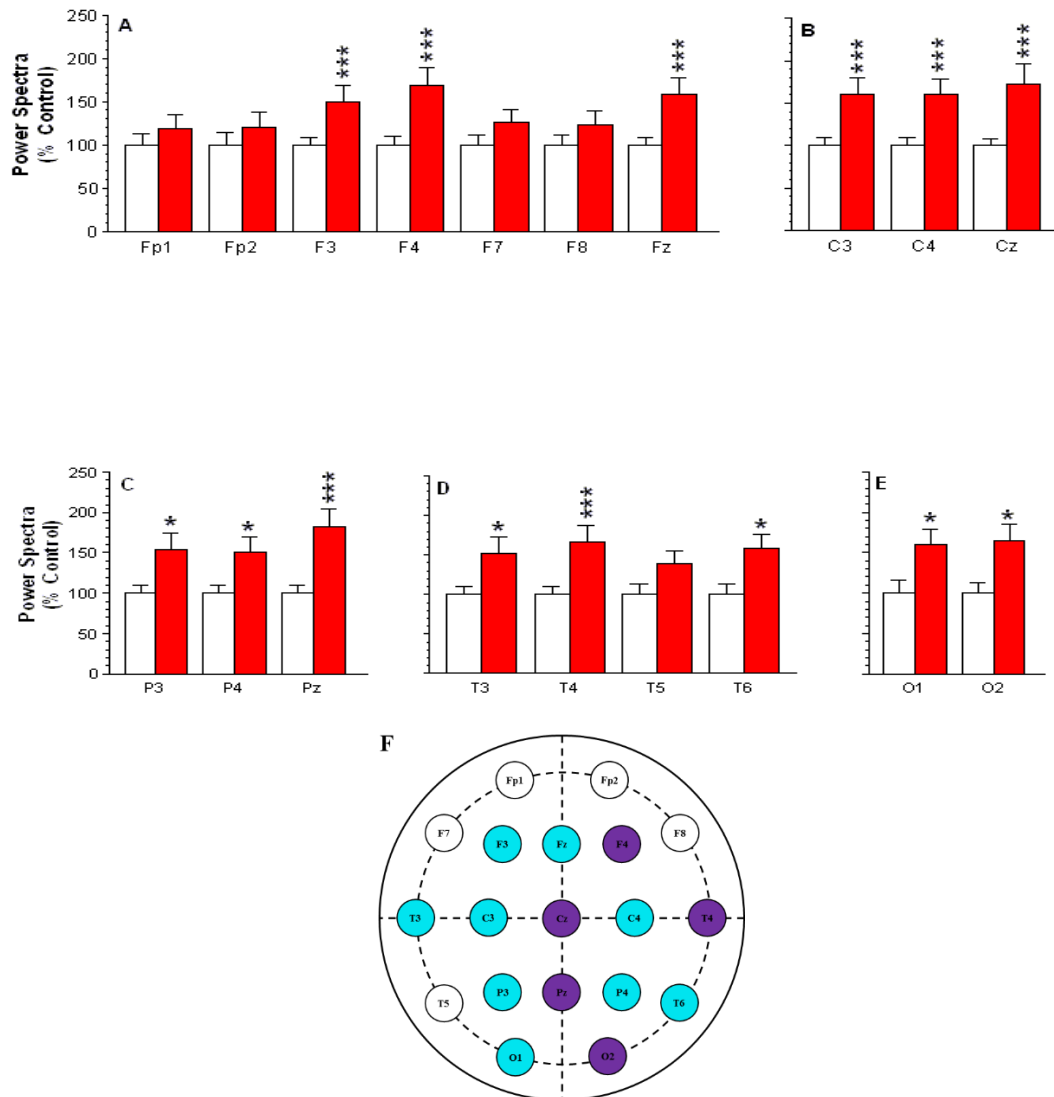 A
Power Spectra
(% Control)
250
200
150
100
50
0
*** *** ***
Fp1 Fp2 F3 F4 F7 F8 Fz
B
*** *** ***
C3 C4 Cz
C
Power Spectra
(% Control)
250
200
150
100
50
0
* * ***
P3 P4 Pz
D
* *** *
T3 T4 T5 T6
E
* *
O1 O2
F
Fp1 Fp2
F7 F8
F3 Fz F4
T3 C3 Cz C4 T4
P3 Pz P4
T5 T6
O1 O2